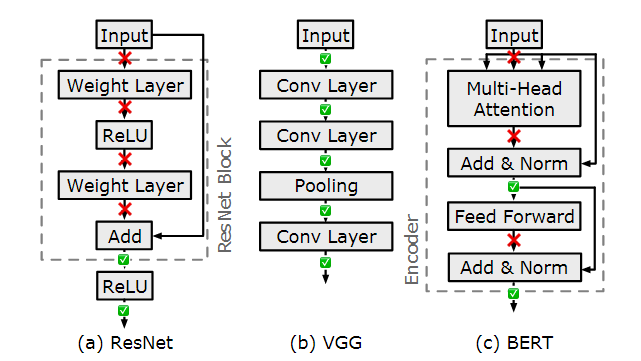 Input
Weight Layer
ReLU
Weight Layer
Add
ReLU
ResNet Block
(a) ResNet
Input
Conv Layer
Conv Layer
Pooling
Conv Layer
(b) VGG
Input
Multi-Head
Attention
Add & Norm
Feed Forward
Add & Norm
Encoder
(c) BERT